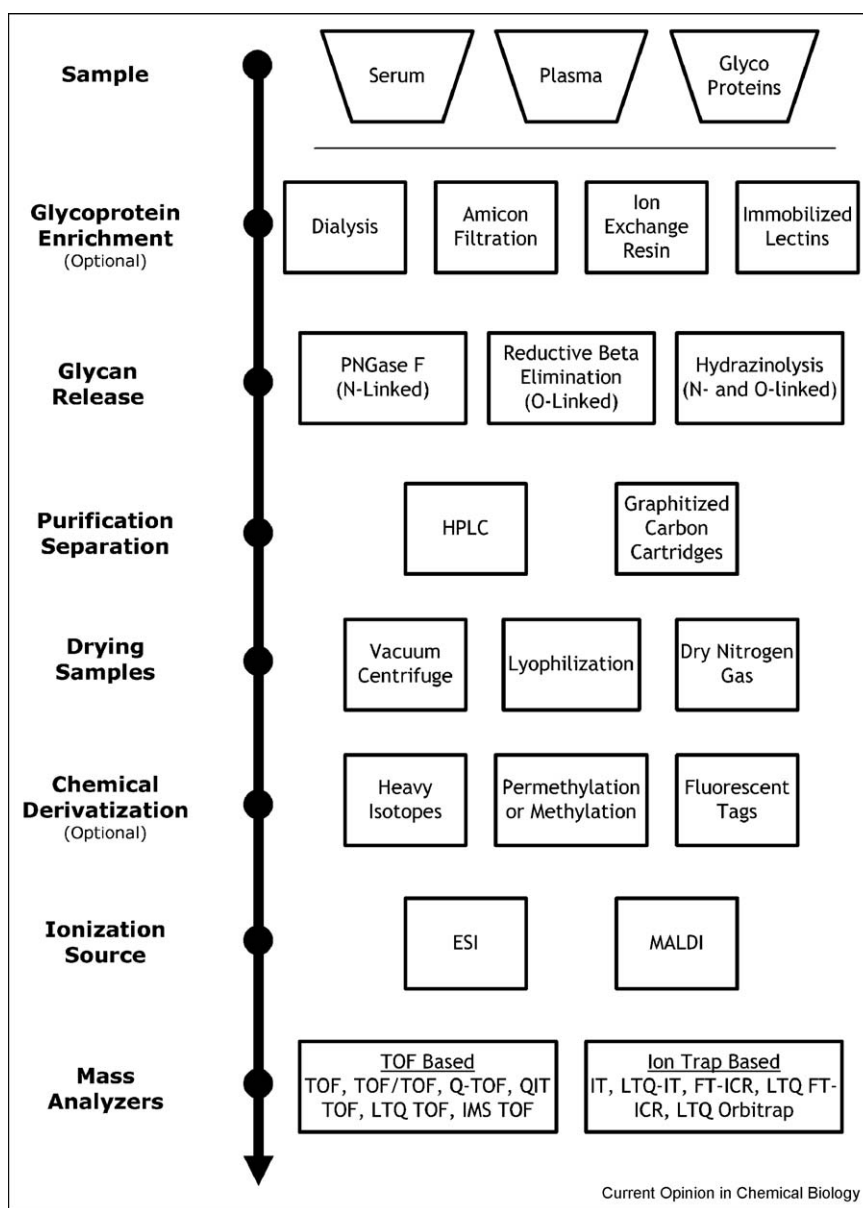 Sample
Serum
Plasma
Glyco
Proteins
Glycoprotein
Enrichment
(Optional)
Dialysis
Amicon
Filtration
Ion
Exchange
Resin
Immobilized
Lectins
Glycan
Release
PNGase F
(N-Linked)
Reductive Beta
Elimination
(O-Linked)
Hydrazinolysis
(N- and O-linked)
Purification
Separation
HPLC
Graphitized
Carbon
Cartridges
Drying
Samples
Vacuum
Centrifuge
Lyophilization
Dry Nitrogen
Gas
Chemical
Derivatization
(Optional)
Heavy
Isotopes
Permethylation
or Methylation
Fluorescent
Tags
Ionization
Source
ESI
MALDI
Mass
Analyzers
TOF Based
TOF, TOF/TOF, Q-TOF, QIT
TOF, LTQ TOF, IMS TOF
Ion Trap Based
IT, LTQ-IT, FT-ICR, LTQ FT-
ICR, LTQ Orbitrap
Current Opinion in Chemical Biology